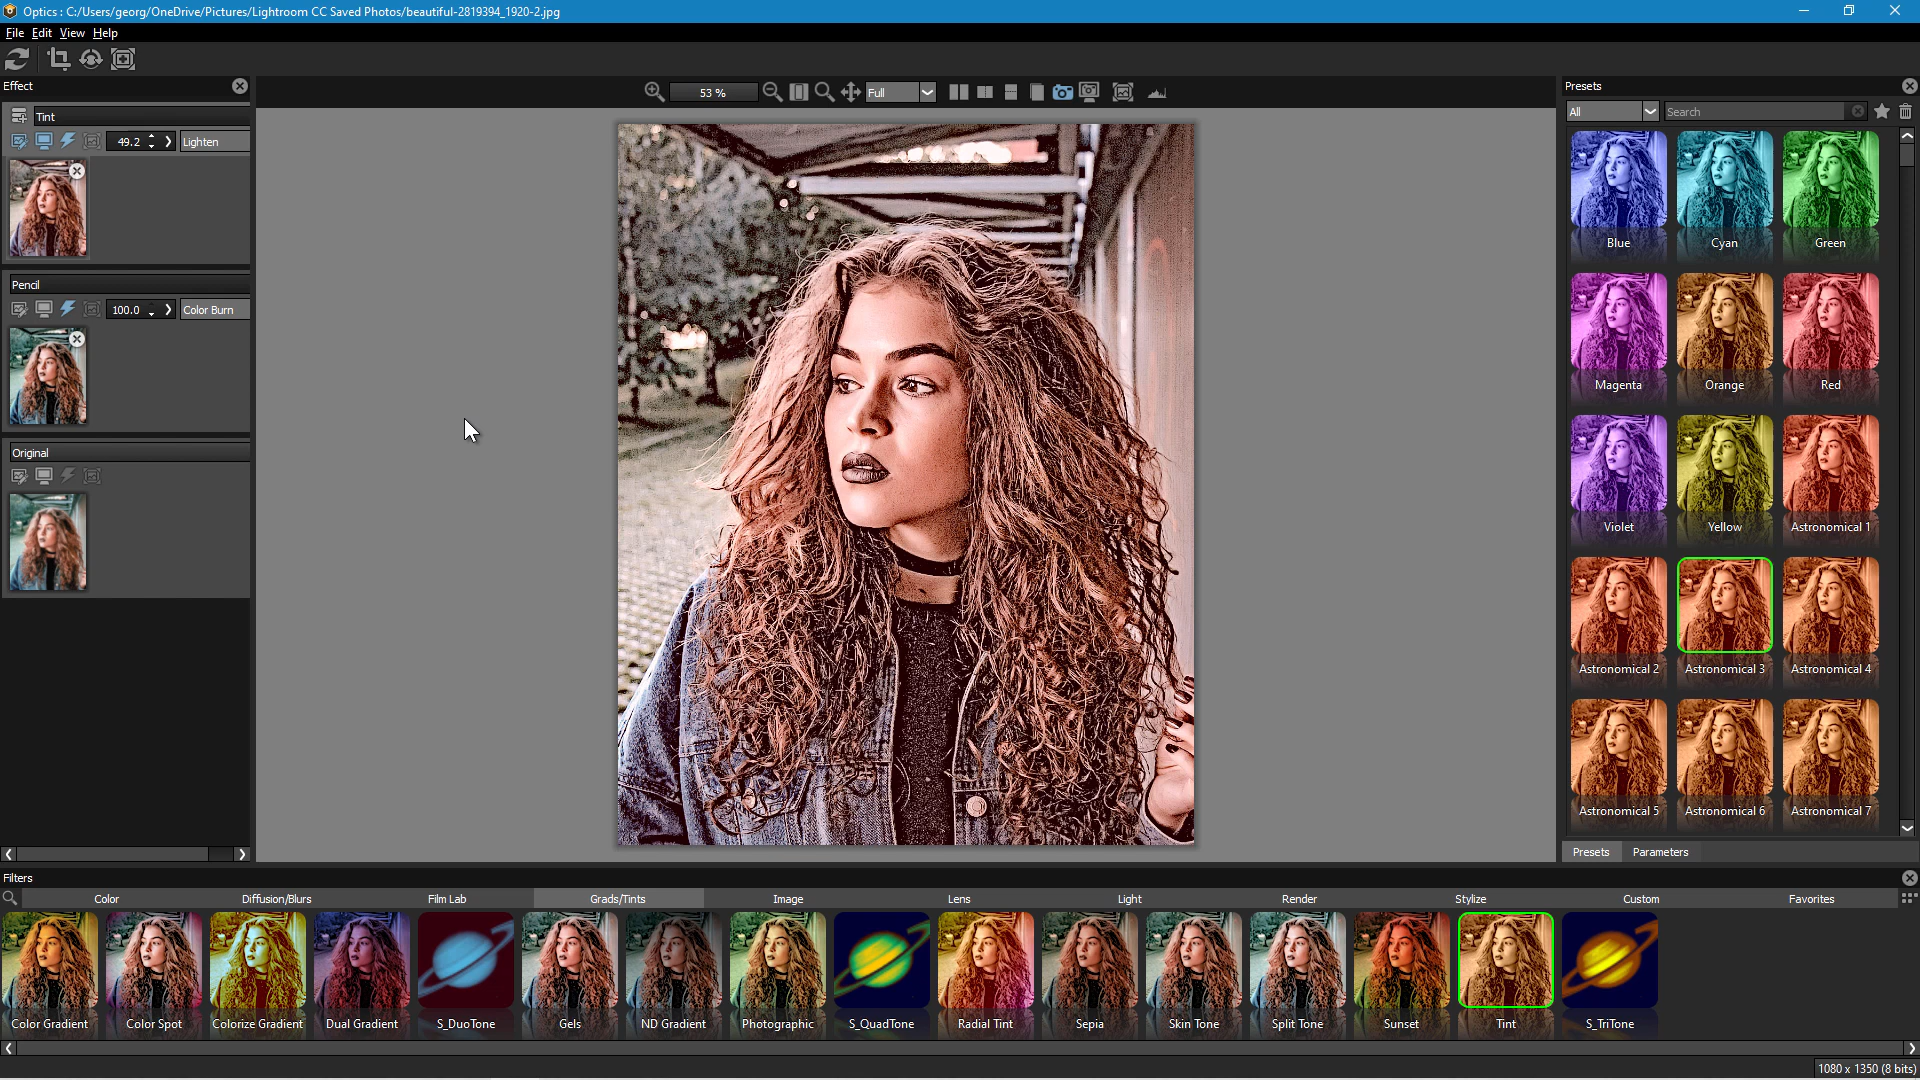 Optics : C:/Users/georg/OneDrive/Pictures/Lightroom CC Saved Photos/beautiful-2819394_1920-2.jpg
File Edit View Help
Effect
Tint
49.2 Lighten
Pencil
100.0 Color Burn
Original
53 % Full
Presets
All Search
Blue Cyan Green
Magenta Orange Red
Violet Yellow Astronomical 1
Astronomical 2 Astronomical 3 Astronomical 4
Astronomical 5 Astronomical 6 Astronomical 7
Presets Parameters
Filters
Color Diffusion/Blurs Film Lab Grads/Tints Image Lens Light Render Stylize Custom Favorites
Color Gradient Color Spot Colorize Gradient Dual Gradient S_DuoTone Gels ND Gradient Photographic S_QuadTone Radial Tint Sepia Skin Tone Split Tone Sunset Tint S_TriTone
1080 x 1350 (8 bits)